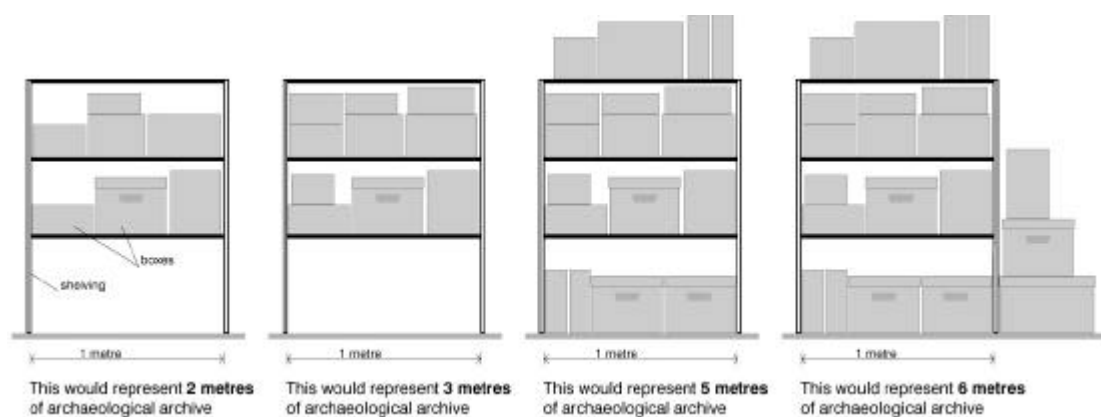 boxes
shelving
1 metre
1 metre
1 metre
1 metre
This would represent 2 metres
of archaeological archive
This would represent 3 metres
of archaeological archive
This would represent 5 metres
of archaeological archive
This would represent 6 metres
of archaeological archive